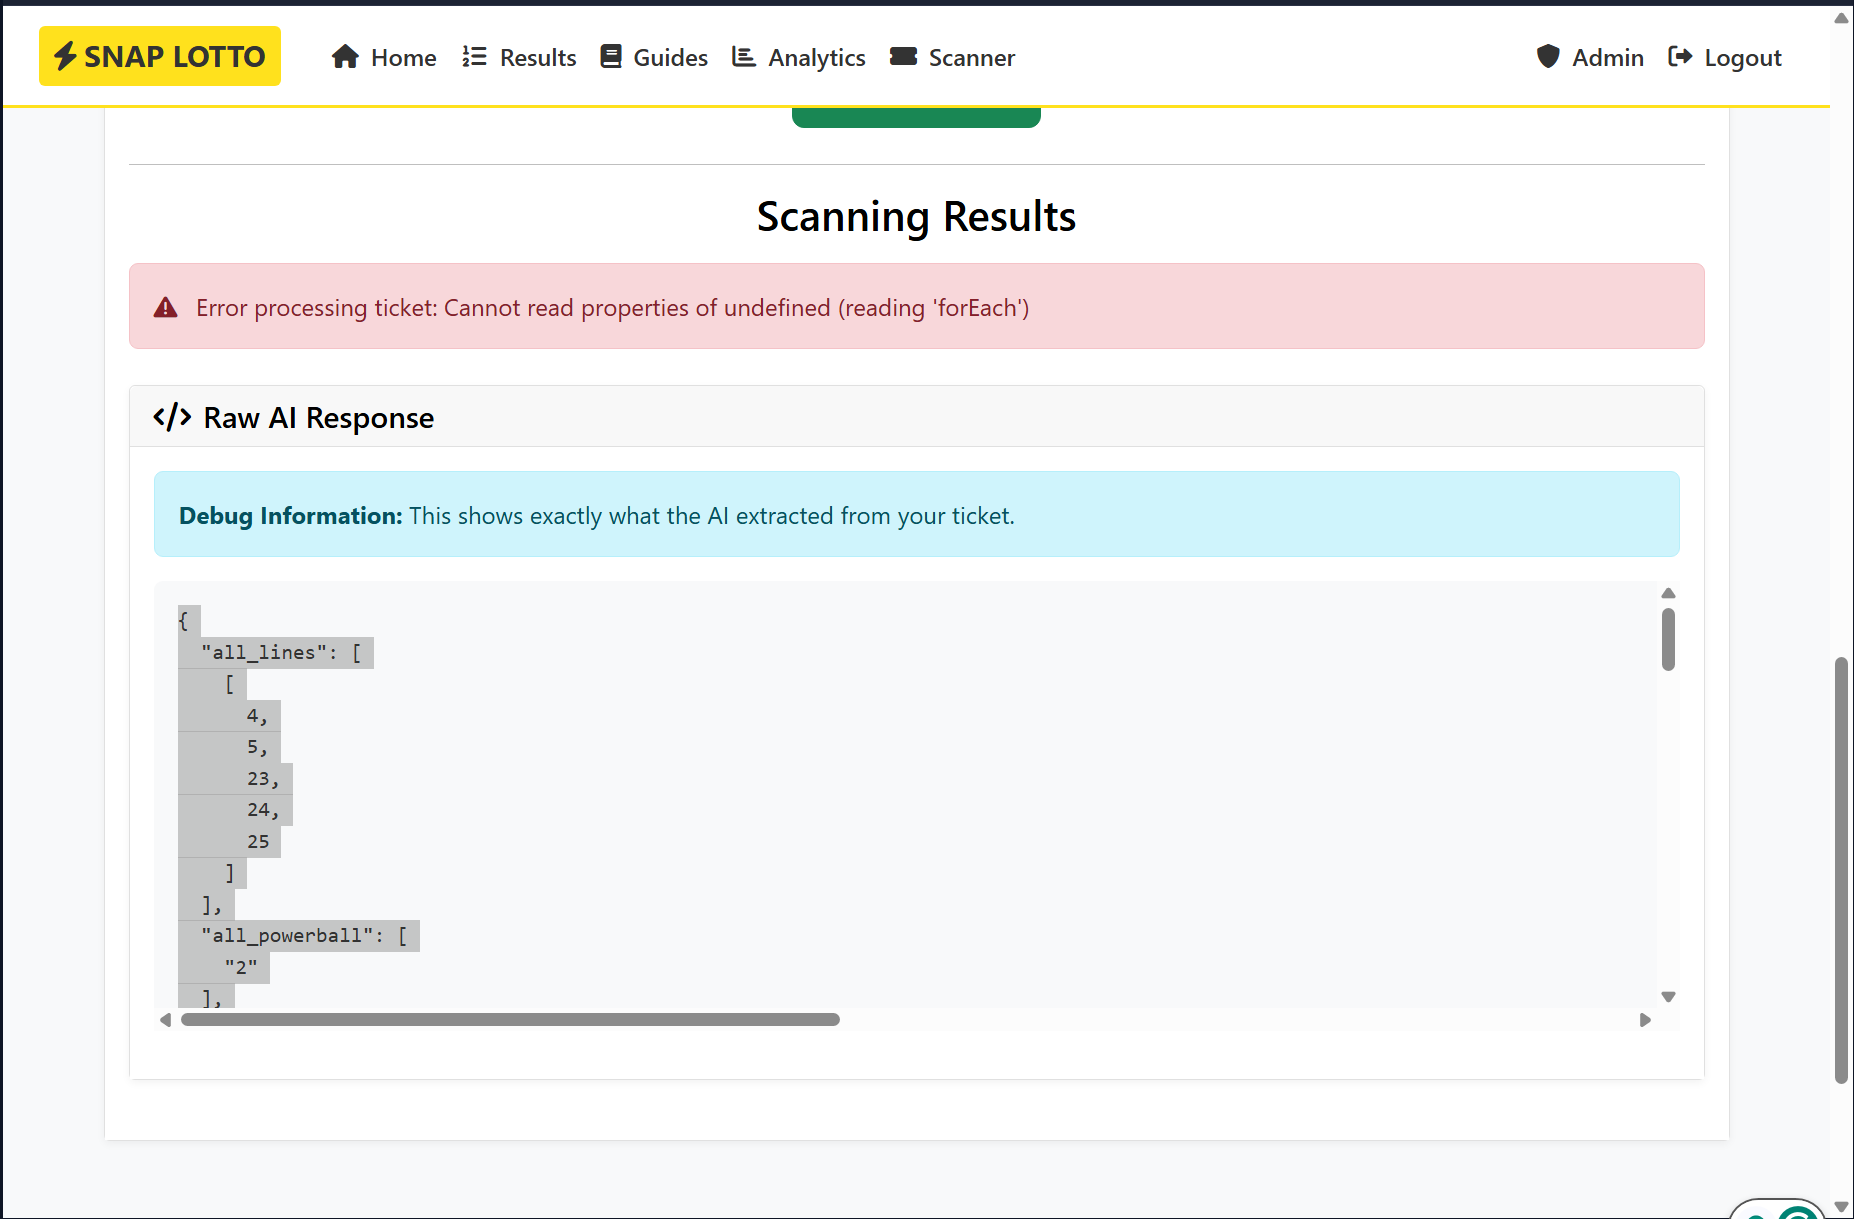 SNAP LOTTO Home Results Guides Analytics Scanner Admin Logout
Scanning Results
Error processing ticket: Cannot read properties of undefined (reading 'forEach')
</> Raw AI Response
Debug Information: This shows exactly what the AI extracted from your ticket.
{
  "all_lines": [
    [
      4,
      5,
      23,
      24,
      25
    ]
  ],
  "all_powerball": [
    "2"
  ],